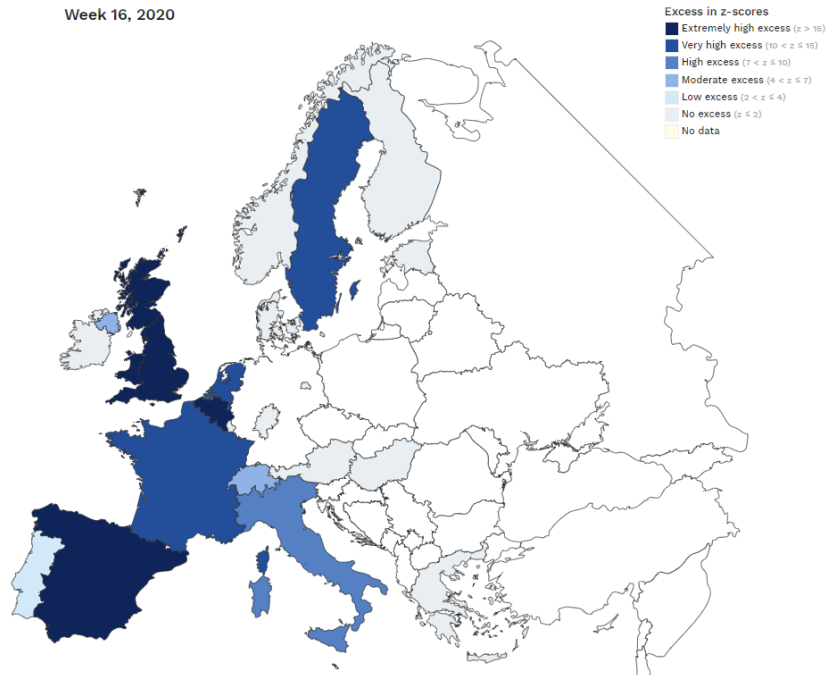 Week 16, 2020
Excess in z-scores
Extremely high excess (z > 15)
Very high excess (10 < z ≤ 15)
High excess (7 < z ≤ 10)
Moderate excess (4 < z ≤ 7)
Low excess (2 < z ≤ 4)
No excess (z ≤ 2)
No data